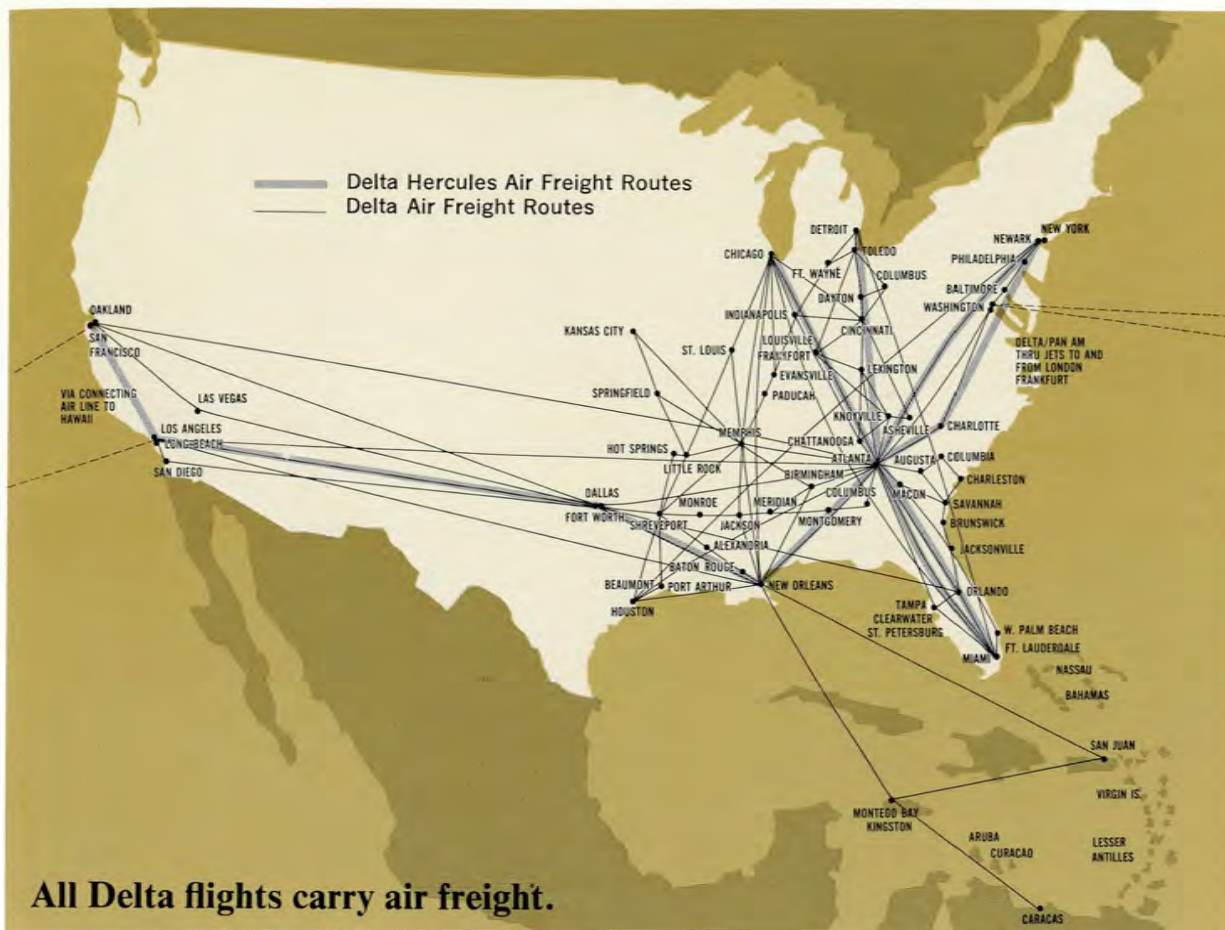 Delta Hercules Air Freight Routes
Delta Air Freight Routes
DETROIT
NEWARK
NEW YORK
CHICAGO
TOLEDO
PHILADELPHIA
FT. WAYNE
COLUMBUS
BALTIMORE
DAYTON
WASHINGTON
OAKLAND
SAN
FRANCISCO
KANSAS CITY
INDIANAPOLIS
CINCINNATI
ST. LOUIS
LOUISVILLE
FRANKFORT
DELTA/PAN AM
THRU JETS TO AND
FROM LONDON
FRANKFURT
LEXINGTON
EVANSVILLE
VIA CONNECTING
AIR LINE TO
HAWAII
LAS VEGAS
SPRINGFIELD
PADUCAH
KNOXVILLE
ASHEVILLE
CHARLOTTE
LOS ANGELES
LONG BEACH
SAN DIEGO
MEMPHIS
CHATTANOOGA
HOT SPRINGS
LITTLE ROCK
ATLANTA
AUGUSTA
COLUMBIA
BIRMINGHAM
CHARLESTON
COLUMBUS
MACON
DALLAS
FORT WORTH
MONROE
MERIDIAN
SAVANNAH
SHREVEPORT
JACKSON
MONTGOMERY
BRUNSWICK
ALEXANDRIA
JACKSONVILLE
BATON ROUGE
BEAUMONT
PORT ARTHUR
NEW ORLEANS
ORLANDO
HOUSTON
TAMPA
CLEARWATER
ST. PETERSBURG
W. PALM BEACH
FT. LAUDERDALE
MIAMI
NASSAU
BAHAMAS
SAN JUAN
VIRGIN IS.
MONTEGO BAY
KINGSTON
ARUBA
CURACAO
LESSER
ANTILLES
CARACAS
All Delta flights carry air freight.